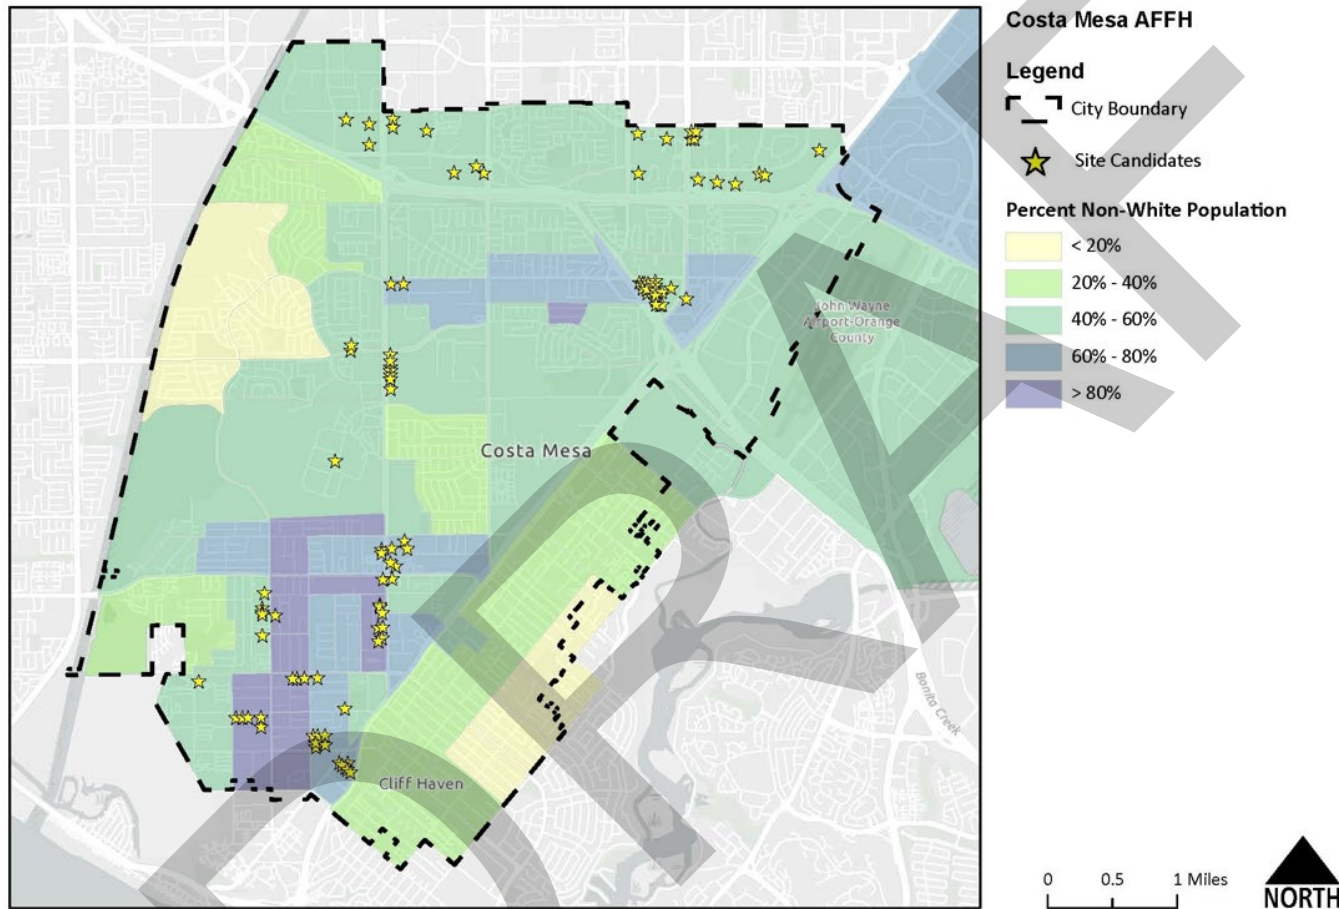 Costa Mesa AFFH
Legend
City Boundary
Site Candidates
Percent Non-White Population
< 20%
20% - 40%
40% - 60%
60% - 80%
> 80%
John Wayne
Airport-Orange
County
Costa Mesa
Bonita Creek
Cliff Haven
DRAFT
0 0.5 1 Miles
NORTH